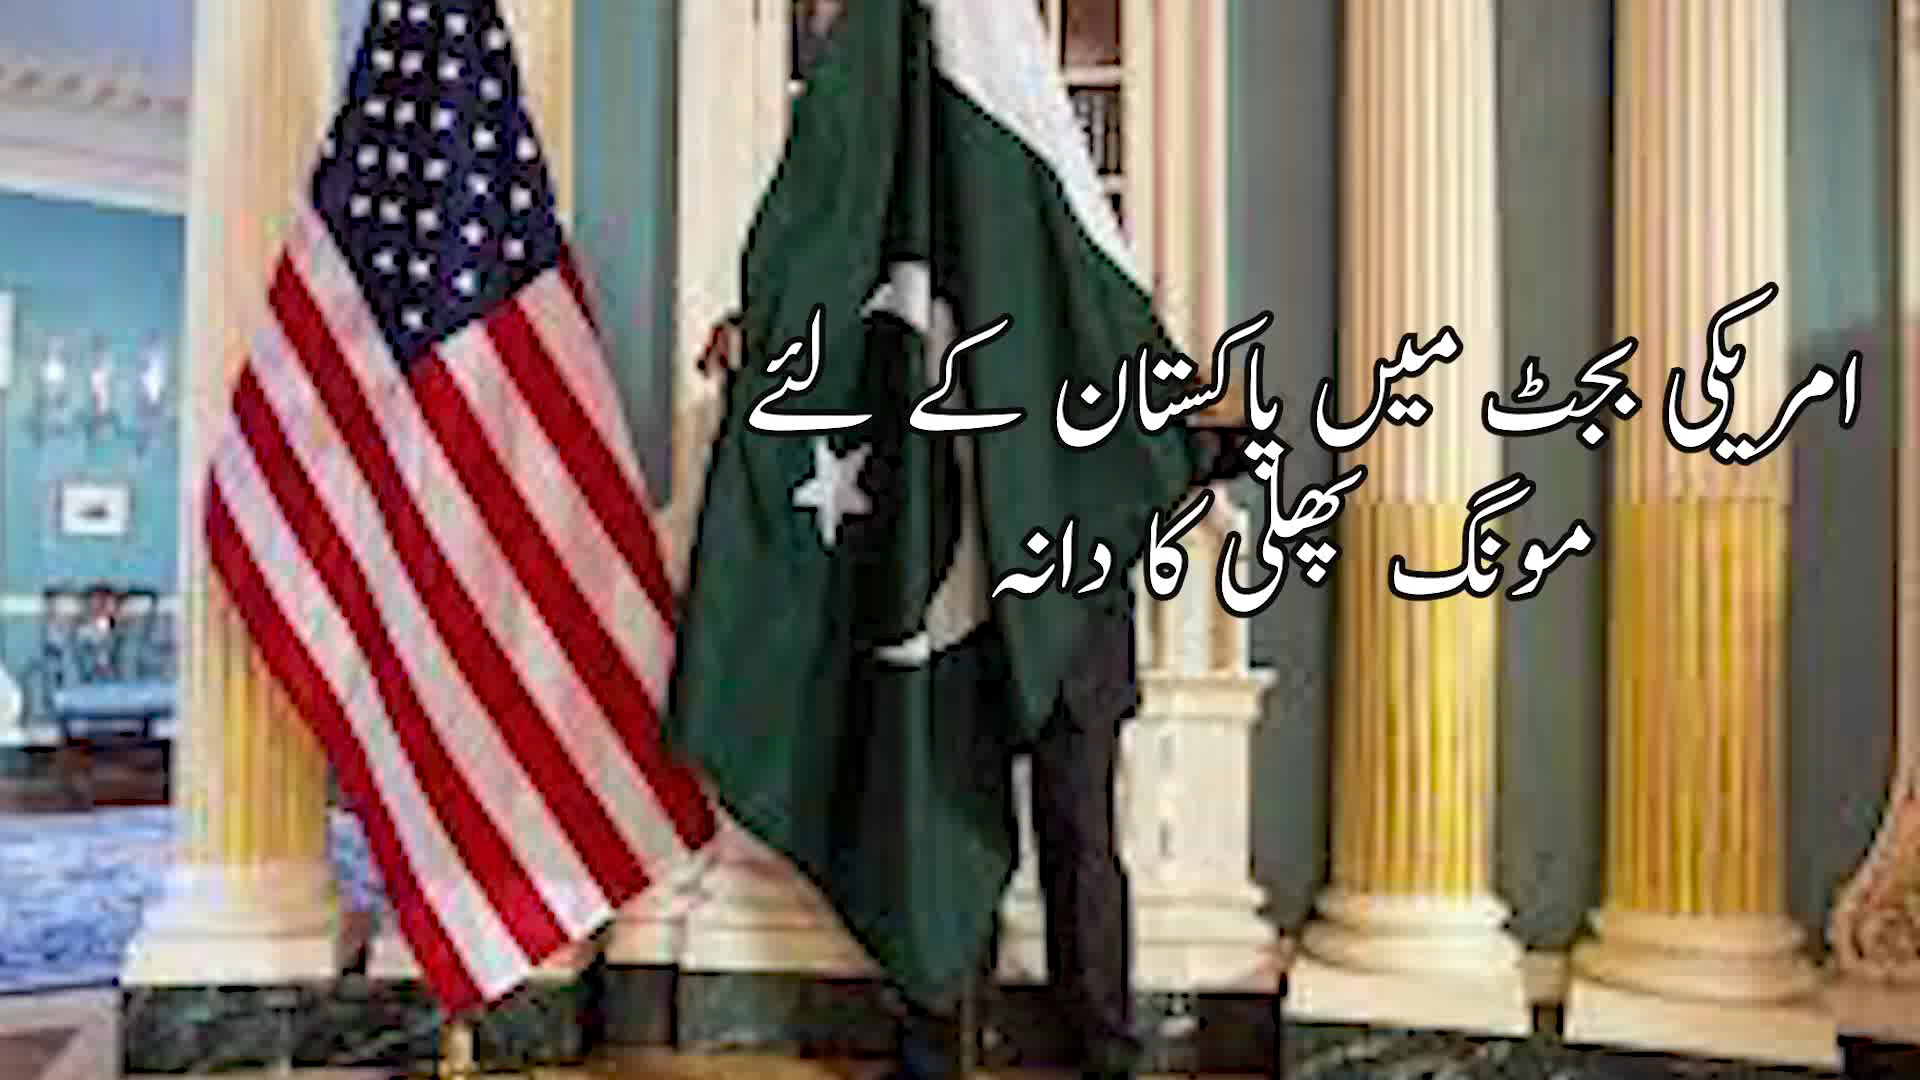 امریکی بجٹ میں پاکستان کے لئے
مونگ پھلی کا دانہ